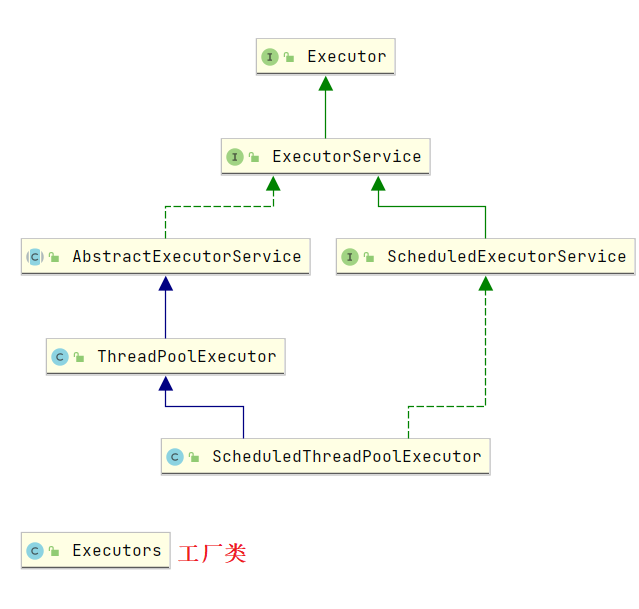 I Executor
I ExecutorService
C AbstractExecutorService
I ScheduledExecutorService
C ThreadPoolExecutor
C ScheduledThreadPoolExecutor
C Executors 工厂类